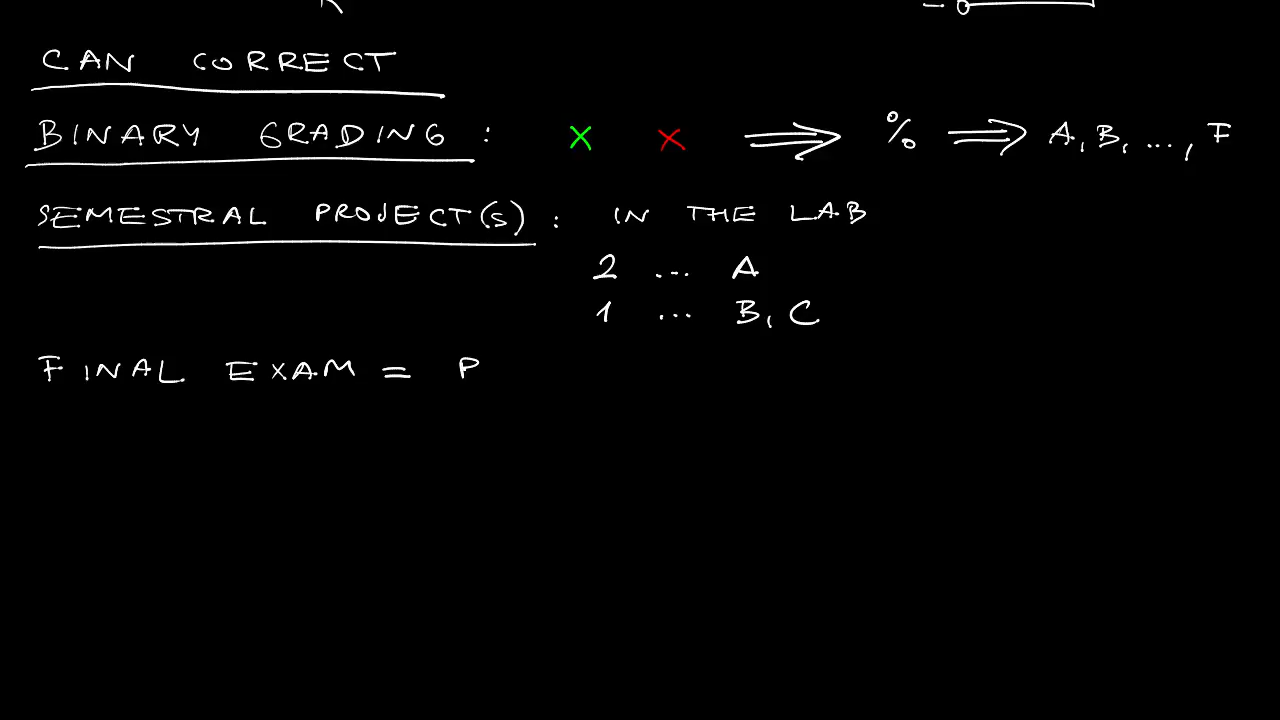 CAN CORRECT
BINARY GRADING : X X ⇒ % ⇒ A, B, ..., F
SEMESTRAL PROJECT(S) : IN THE LAB
2 ... A
1 ... B, C
FINAL EXAM = P